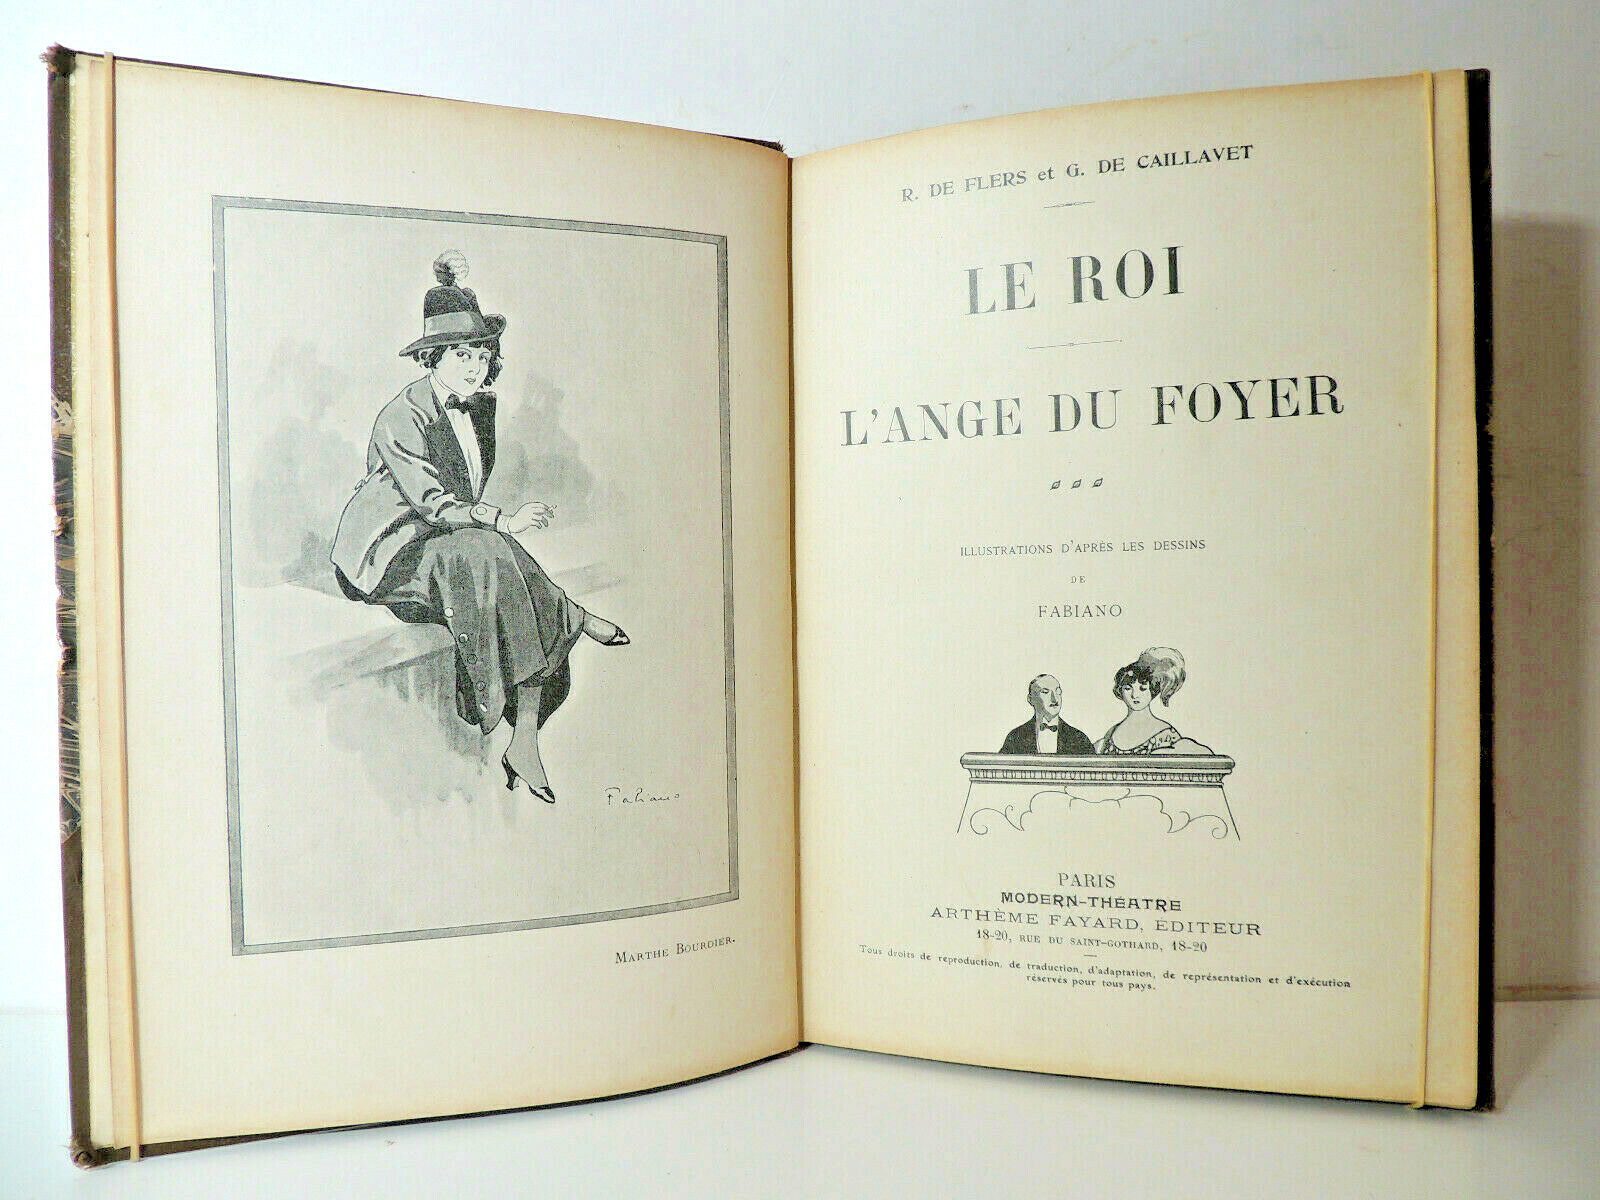 Fabiano
MARTHE BOURDIER.
R. DE FLERS et G. DE CAILLAVET
LE ROI
L'ANGE DU FOYER
ILLUSTRATIONS D'APRÈS LES DESSINS
DE
FABIANO
PARIS
MODERN-THÉATRE
ARTHÈME FAYARD, ÉDITEUR
18-20, RUE DU SAINT-GOTHARD, 18-20
Tous droits de reproduction, de traduction, d'adaptation, de représentation et d'exécution
réservés pour tous pays.